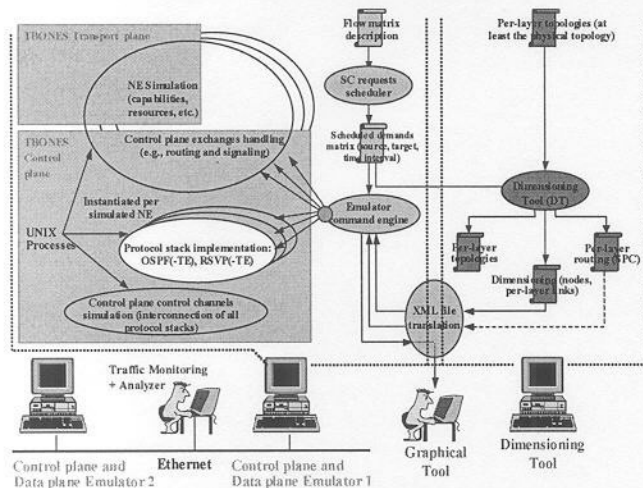 TBONES Transport plane
NE Simulation
(capabilities,
resources, etc.)
TBONES
Control
plane
Control plane exchanges handling
(e.g., routing and signaling)
Instantiated per
simulated NE
UNIX
Processes
Protocol stack implementation:
OSPF(-TE), RSVP(-TE)
Control plane control channels
simulation (interconnection of all
protocol stacks)
Flow matrix
description
SC requests
scheduler
Scheduled demands
matrix (source, target,
time interval)
Emulator
command engine
Per-layer topologies (at
least the physical topology)
Dimensioning
Tool (DT)
Per-layer
topologies
Per-layer
routing (SPC)
Dimensioning (nodes,
per-layer links)
XML file
translation
Traffic Monitoring
+ Analyzer
Control plane and
Data plane Emulator 2
Ethernet
Control plane and
Data plane Emulator 1
Graphical
Tool
Dimensioning
Tool